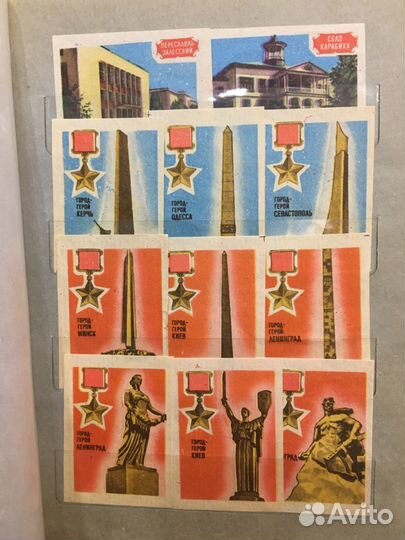 ПЕРЕСЛАВЛЬ-
ЗАЛЕССКИЙ
СЕЛО
КАРАБИХА
ГОРОД-
ГЕРОЙ
КЕРЧЬ
ГОРОД-
ГЕРОЙ
ОДЕССА
ГОРОД-
ГЕРОЙ
СЕВАСТОПОЛЬ
ГОРОД-
ГЕРОЙ
МИНСК
ГОРОД-
ГЕРОЙ
КИЕВ
ГОРОД-
ГЕРОЙ
ЛЕНИНГРАД
ГОРОД-
ГЕРОЙ
ЛЕНИНГРАД
ГОРОД-
ГЕРОЙ
КИЕВ
ГРАД
Avito